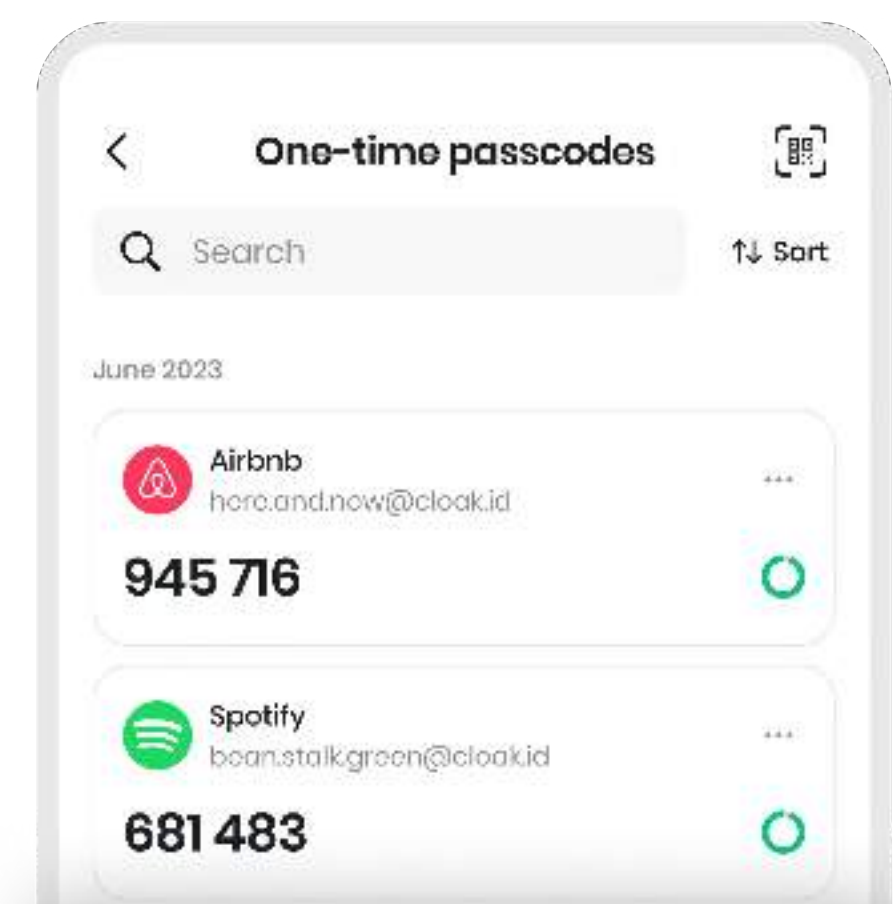 One-time passcodes
Search
↑↓ Sort
June 2023
Airbnb
here.and.now@cloak.id
945 716
Spotify
bean.stalk.green@cloak.id
681 483